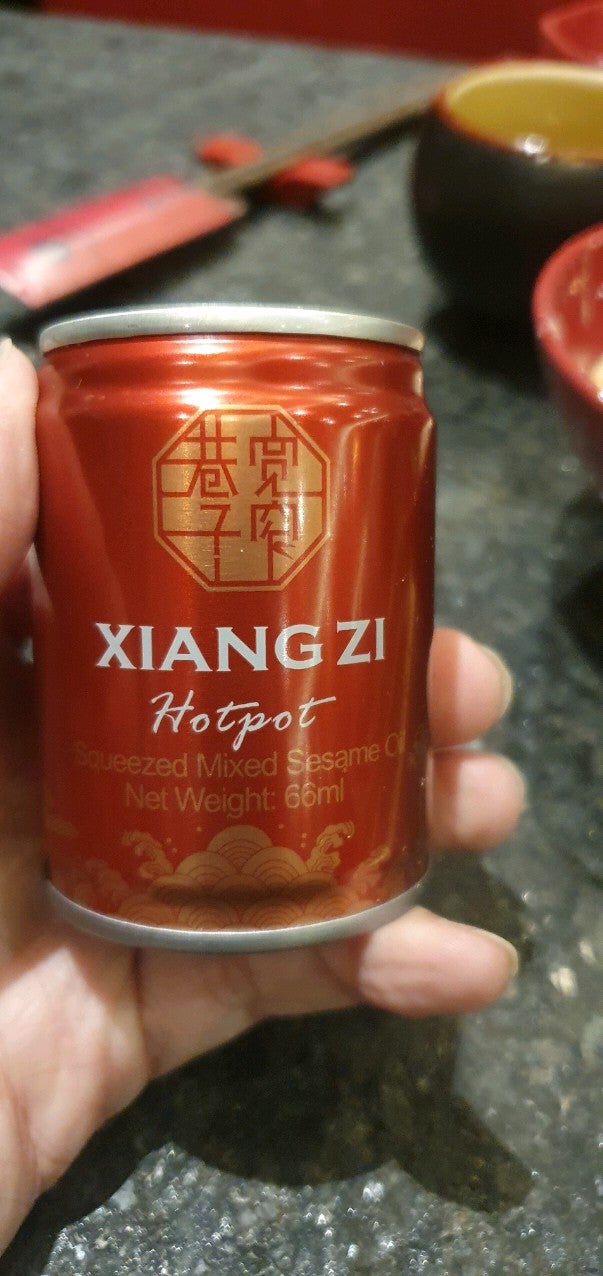 宽窄
巷子
XIANG ZI
Hotpot
Squeezed Mixed Sesame Oil
Net Weight: 66ml